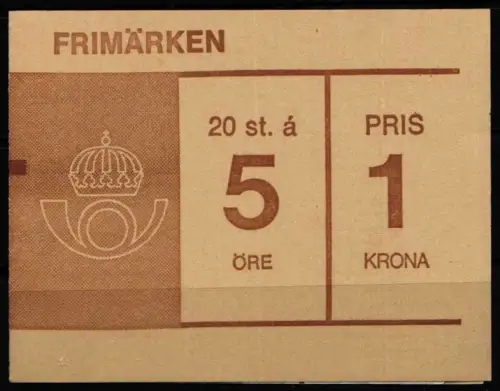 FRIMÄRKEN
20 st. á
5
ÖRE
PRIS
1
KRONA